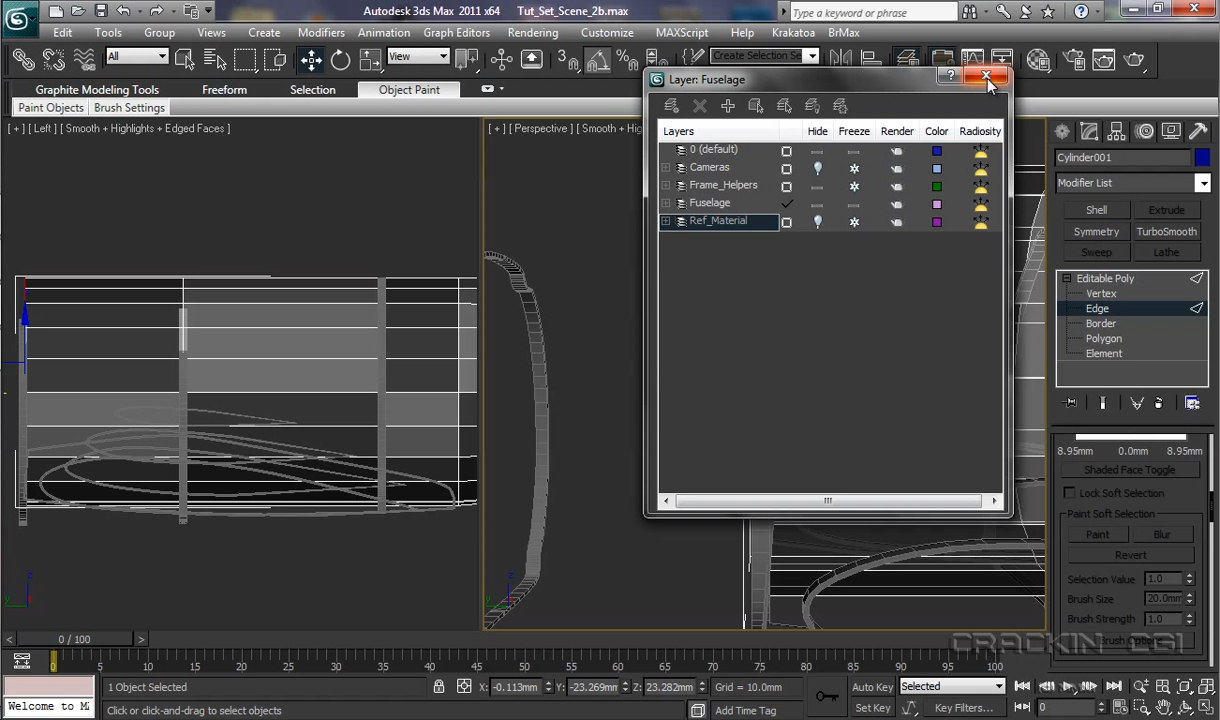 Autodesk 3ds Max 2011 x64 Tut_Set_Scene_2b.max
Type a keyword or phrase
Edit Tools Group Views Create Modifiers Animation Graph Editors Rendering Customize MAXScript Help Krakatoa BrMax
All View 3 Create Selection Se
Graphite Modeling Tools Freeform Selection Object Paint
Paint Objects Brush Settings
[ + ] [ Left ] [ Smooth + Highlights + Edged Faces ]
[ + ] [ Perspective ] [ Smooth + Hig
Layer: Fuselage
Layers Hide Freeze Render Color Radiosity
0 (default)
Cameras
Frame_Helpers
Fuselage
Ref_Material
Cylinder001
Modifier List
Shell Extrude
Symmetry TurboSmooth
Sweep Lathe
Editable Poly
Vertex
Edge
Border
Polygon
Element
8.95mm 0.0mm 8.95mm
Shaded Face Toggle
Lock Soft Selection
Paint Soft Selection
Paint Blur
Revert
Selection Value 1.0
Brush Size 20.0mm
Brush Strength 1.0
Brush Options
CRACKIN CGI
z
y
x
z
y
0 / 100
0 5 10 15 20 25 30 35 40 45 50 55 60 65 70 75 80 85 90 95 100
1 Object Selected X: -0.113mm Y: -23.269mm Z: 23.282mm Grid = 10.0mm Auto Key Selected
Welcome to MA Click or click-and-drag to select objects Add Time Tag Set Key Key Filters... 0